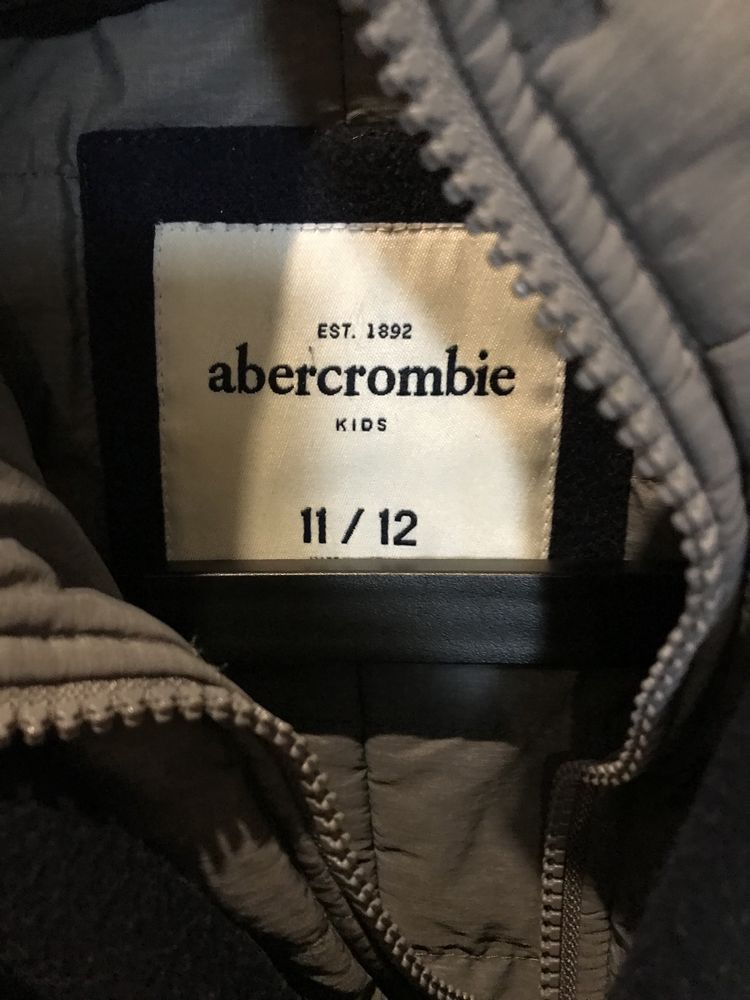 EST. 1892
abercrombie
KIDS
11 / 12